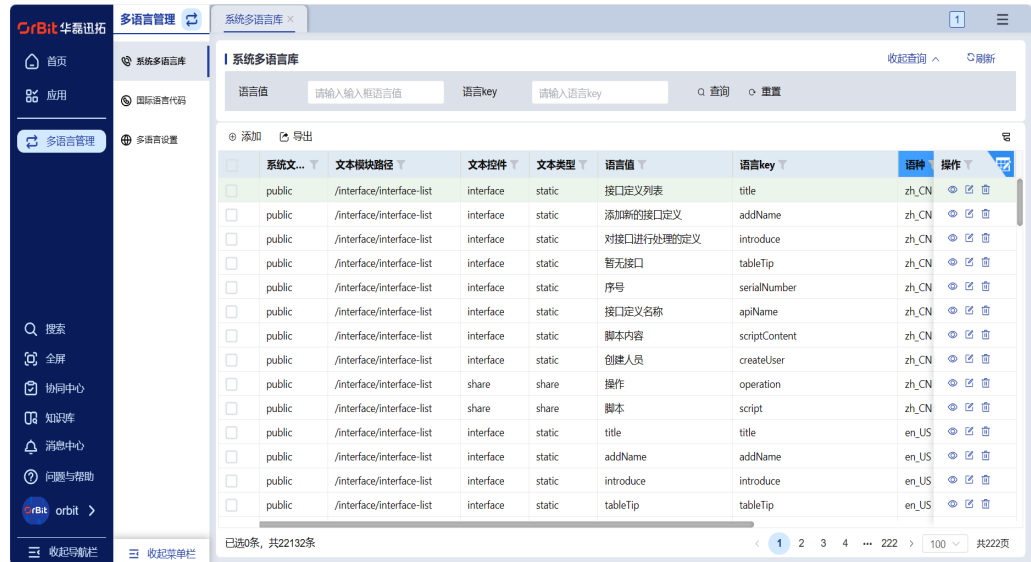 OrBit 华磊迅拓
首页
应用
多语言管理
搜索
全屏
协同中心
知识库
消息中心
问题与帮助
OrBit orbit
收起导航栏
多语言管理
系统多语言库
国际语言代码
多语言设置
收起菜单栏
系统多语言库 ×
1
系统多语言库 收起查询 刷新
语言值 请输入输入框语言值 语言key 请输入语言key 查询 重置
添加 导出
系统文... 文本模块路径 文本控件 文本类型 语言值 语言key 语种 操作
public /interface/interface-list interface static 接口定义列表 title zh_CN
public /interface/interface-list interface static 添加新的接口定义 addName zh_CN
public /interface/interface-list interface static 对接口进行处理的定义 introduce zh_CN
public /interface/interface-list interface static 暂无接口 tableTip zh_CN
public /interface/interface-list interface static 序号 serialNumber zh_CN
public /interface/interface-list interface static 接口定义名称 apiName zh_CN
public /interface/interface-list interface static 脚本内容 scriptContent zh_CN
public /interface/interface-list interface static 创建人员 createUser zh_CN
public /interface/interface-list share share 操作 operation zh_CN
public /interface/interface-list share share 脚本 script zh_CN
public /interface/interface-list interface static title title en_US
public /interface/interface-list interface static addName addName en_US
public /interface/interface-list interface static introduce introduce en_US
public /interface/interface-list interface static tableTip tableTip en_US
已选0条，共22132条 < 1 2 3 4 ••• 222 > 100 共222页